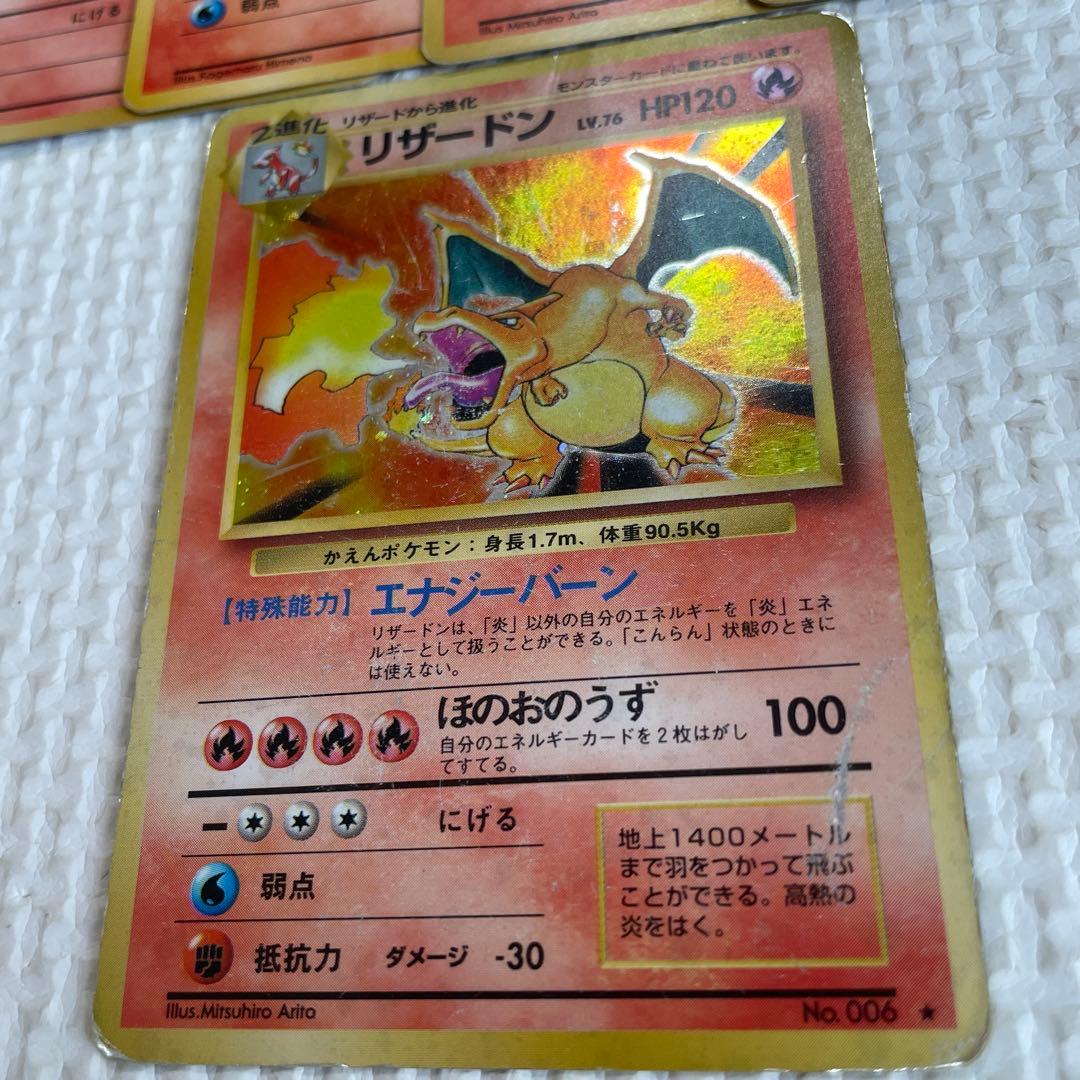 にげる
弱点
Illus.Kagemaru Himeno
Illus.Mitsuhiro Arita
2進化 リザードから進化 モンスターカードに重ねて使います。
リザードン LV.76 HP120
かえんポケモン：身長1.7m、体重90.5Kg
【特殊能力】エナジーバーン
リザードンは、「炎」以外の自分のエネルギーを「炎」エネ
ルギーとして扱うことができる。「こんらん」状態のときに
は使えない。
ほのおのうず 100
自分のエネルギーカードを2枚はがし
てすてる。
にげる
弱点
抵抗力 ダメージ -30
地上1400メートル
まで羽をつかって飛ぶ
ことができる。高熱の
炎をはく。
Illus.Mitsuhiro Arita
No. 006 ★